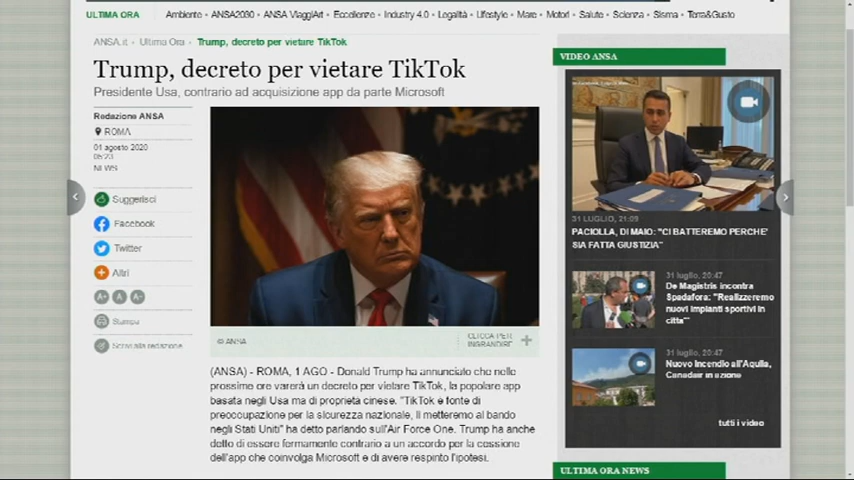 ULTIMA ORA
Ambiente • ANSA2030 • ANSA ViaggiArt • Eccellenze • Industry 4.0 • Legalità • Lifestyle • Mare • Motori • Salute • Scienza • Sisma • Terra&Gusto
ANSA.it › Ultima Ora › Trump, decreto per vietare TikTok
Trump, decreto per vietare TikTok
Presidente Usa, contrario ad acquisizione app da parte Microsoft
Redazione ANSA
ROMA
01 agosto 2020
05:23
NEWS
Suggerisci
Facebook
Twitter
Altri
A+ A A-
Stampa
Scrivi alla redazione
© ANSA
CLICCA PER
INGRANDIRE +
(ANSA) - ROMA, 1 AGO - Donald Trump ha annunciato che nelle
prossime ore varerà un decreto per vietare TikTok, la popolare app
basata negli Usa ma di proprietà cinese. "TikTok è fonte di
preoccupazione per la sicurezza nazionale, li metteremo al bando
negli Stati Uniti" ha detto parlando sull'Air Force One. Trump ha anche
detto di essere fermamente contrario a un accordo per la cessione
dell'app che coinvolga Microsoft e di avere respinto l'ipotesi.
VIDEO ANSA
31 LUGLIO, 21:09
PACIOLLA, DI MAIO: "CI BATTEREMO PERCHE'
SIA FATTA GIUSTIZIA"
31 luglio, 20:47
De Magistris incontra
Spadafora: "Realizzeremo
nuovi impianti sportivi in
citta'"
31 luglio, 20:47
Nuovo incendio all'Aquila,
Canadair in azione
tutti i video
ULTIMA ORA NEWS